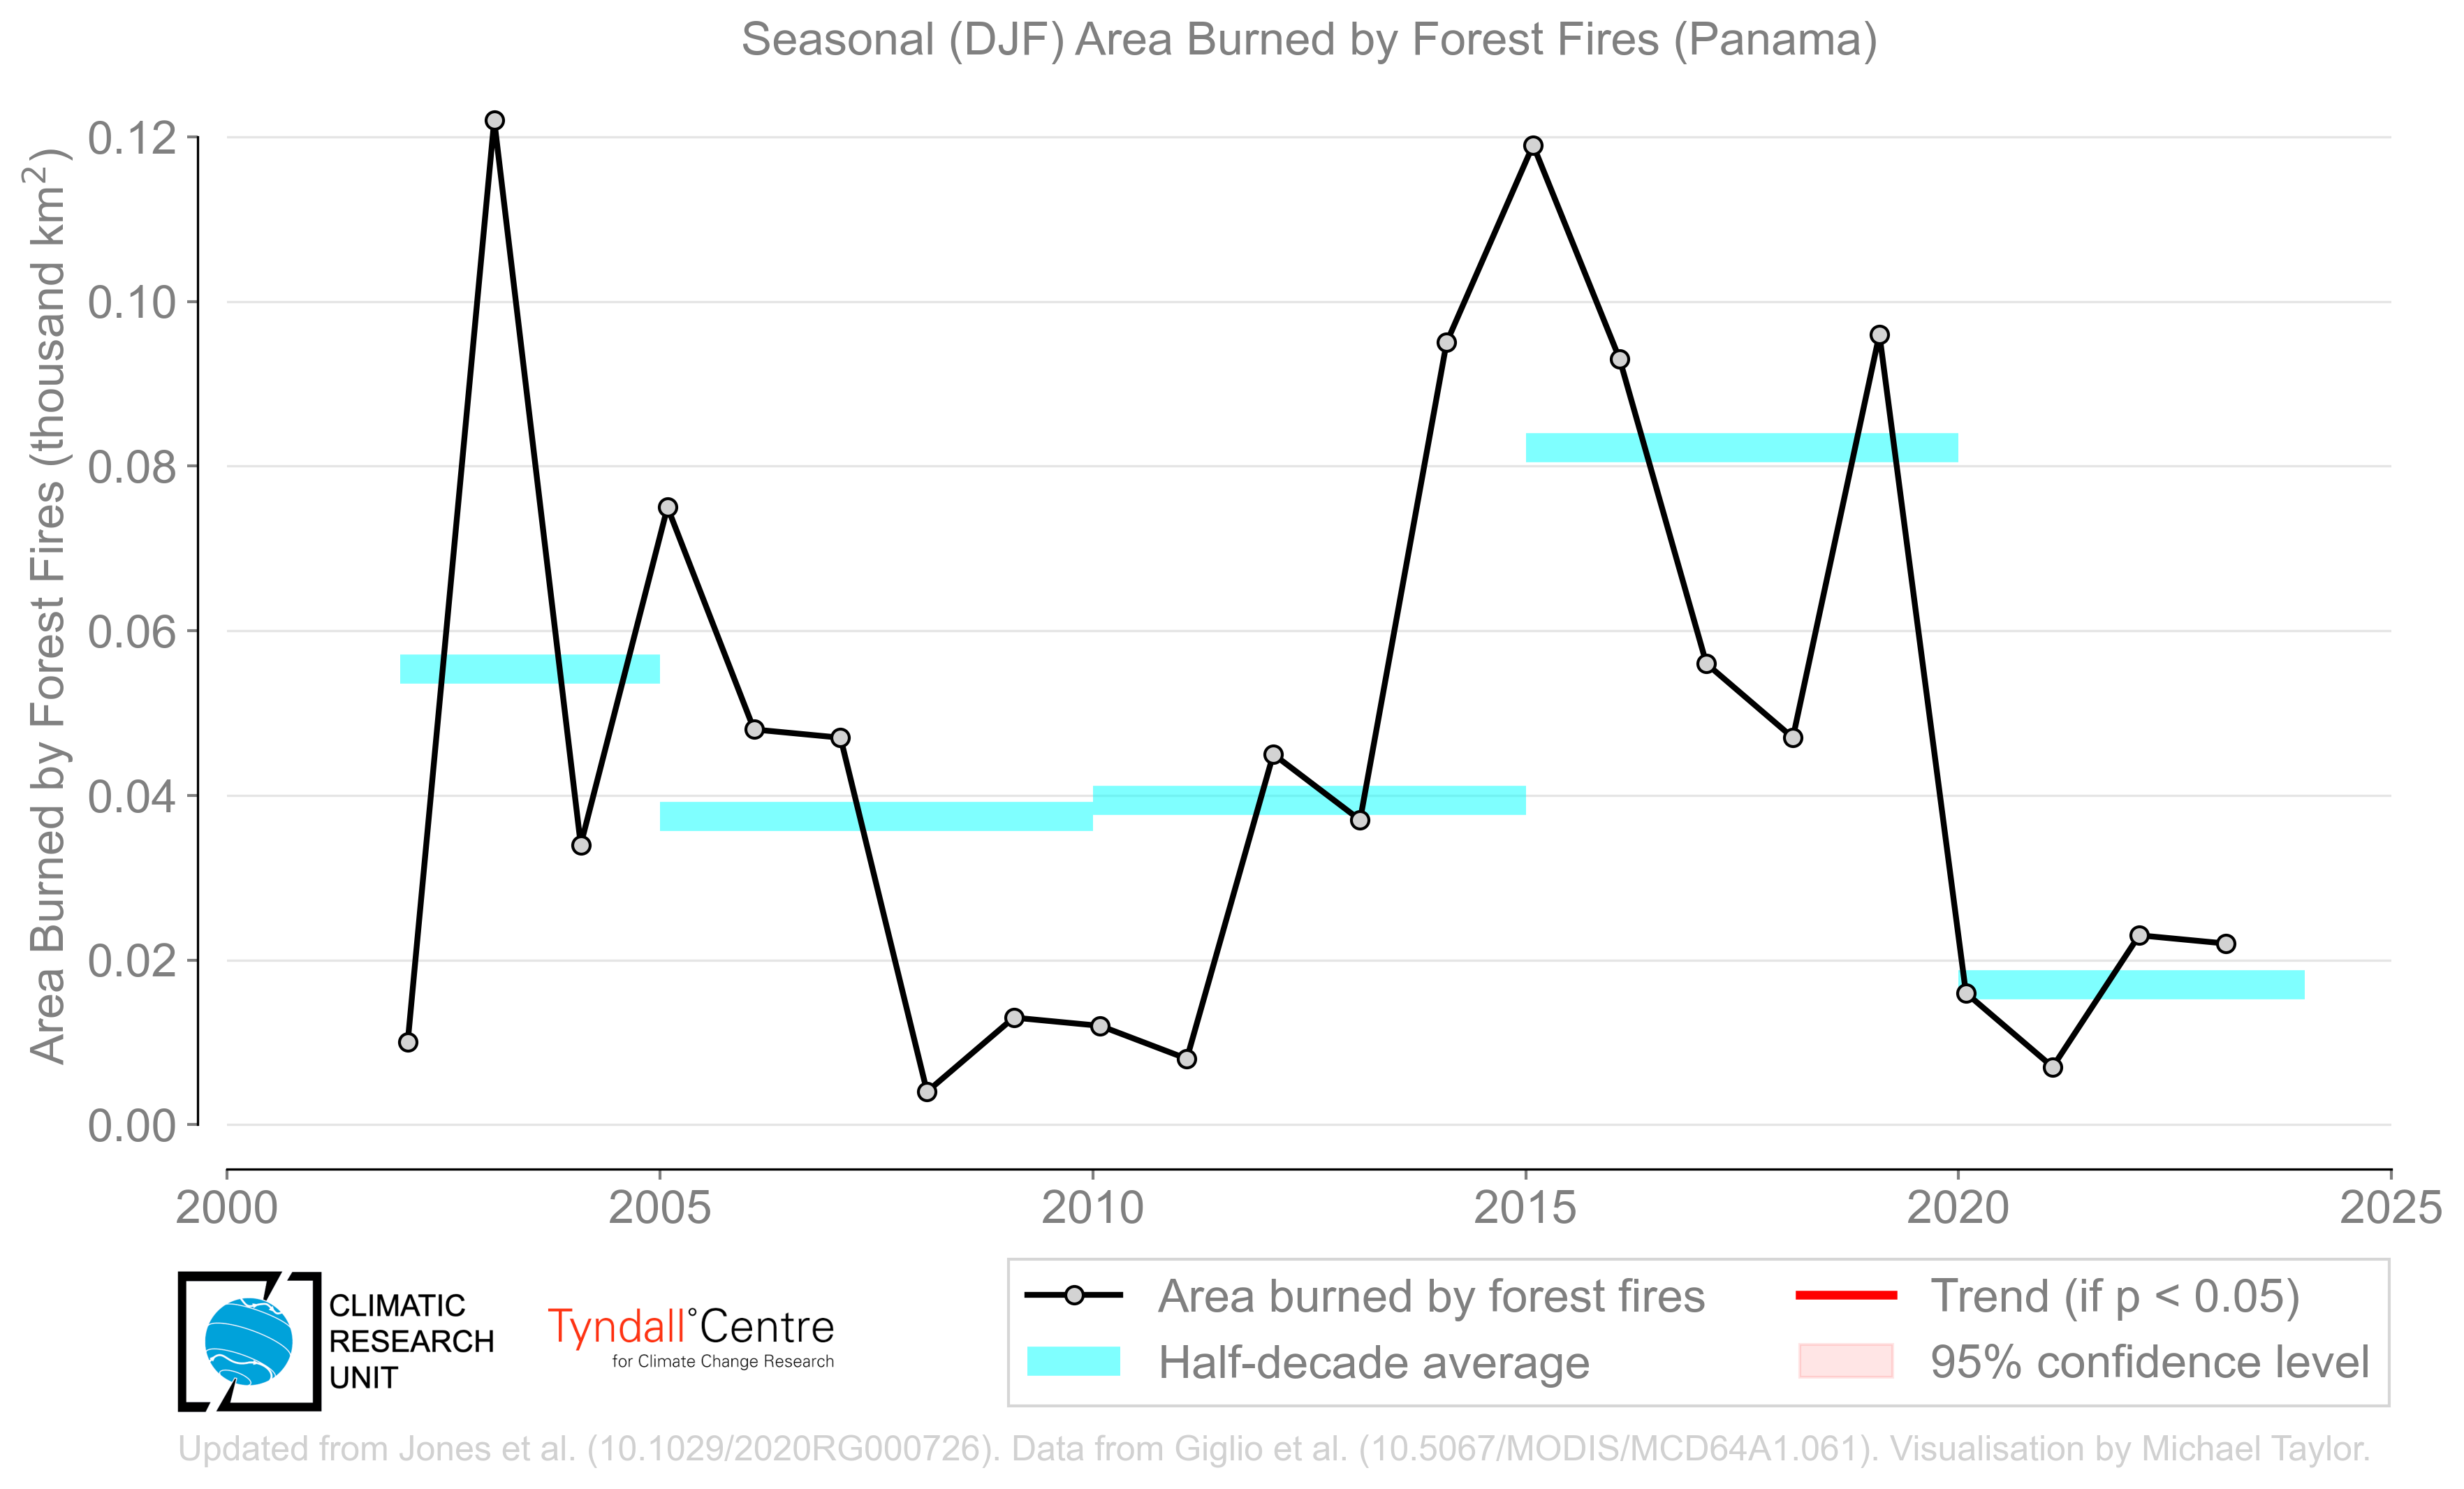 Seasonal (DJF) Area Burned by Forest Fires (Panama)
Area Burned by Forest Fires (thousand km²)
0.12
0.10
0.08
0.06
0.04
0.02
0.00
2000 2005 2010 2015 2020 2025
CLIMATIC
RESEARCH
UNIT
Tyndall°Centre
for Climate Change Research
Area burned by forest fires
Half-decade average
Trend (if p < 0.05)
95% confidence level
Updated from Jones et al. (10.1029/2020RG000726). Data from Giglio et al. (10.5067/MODIS/MCD64A1.061). Visualisation by Michael Taylor.